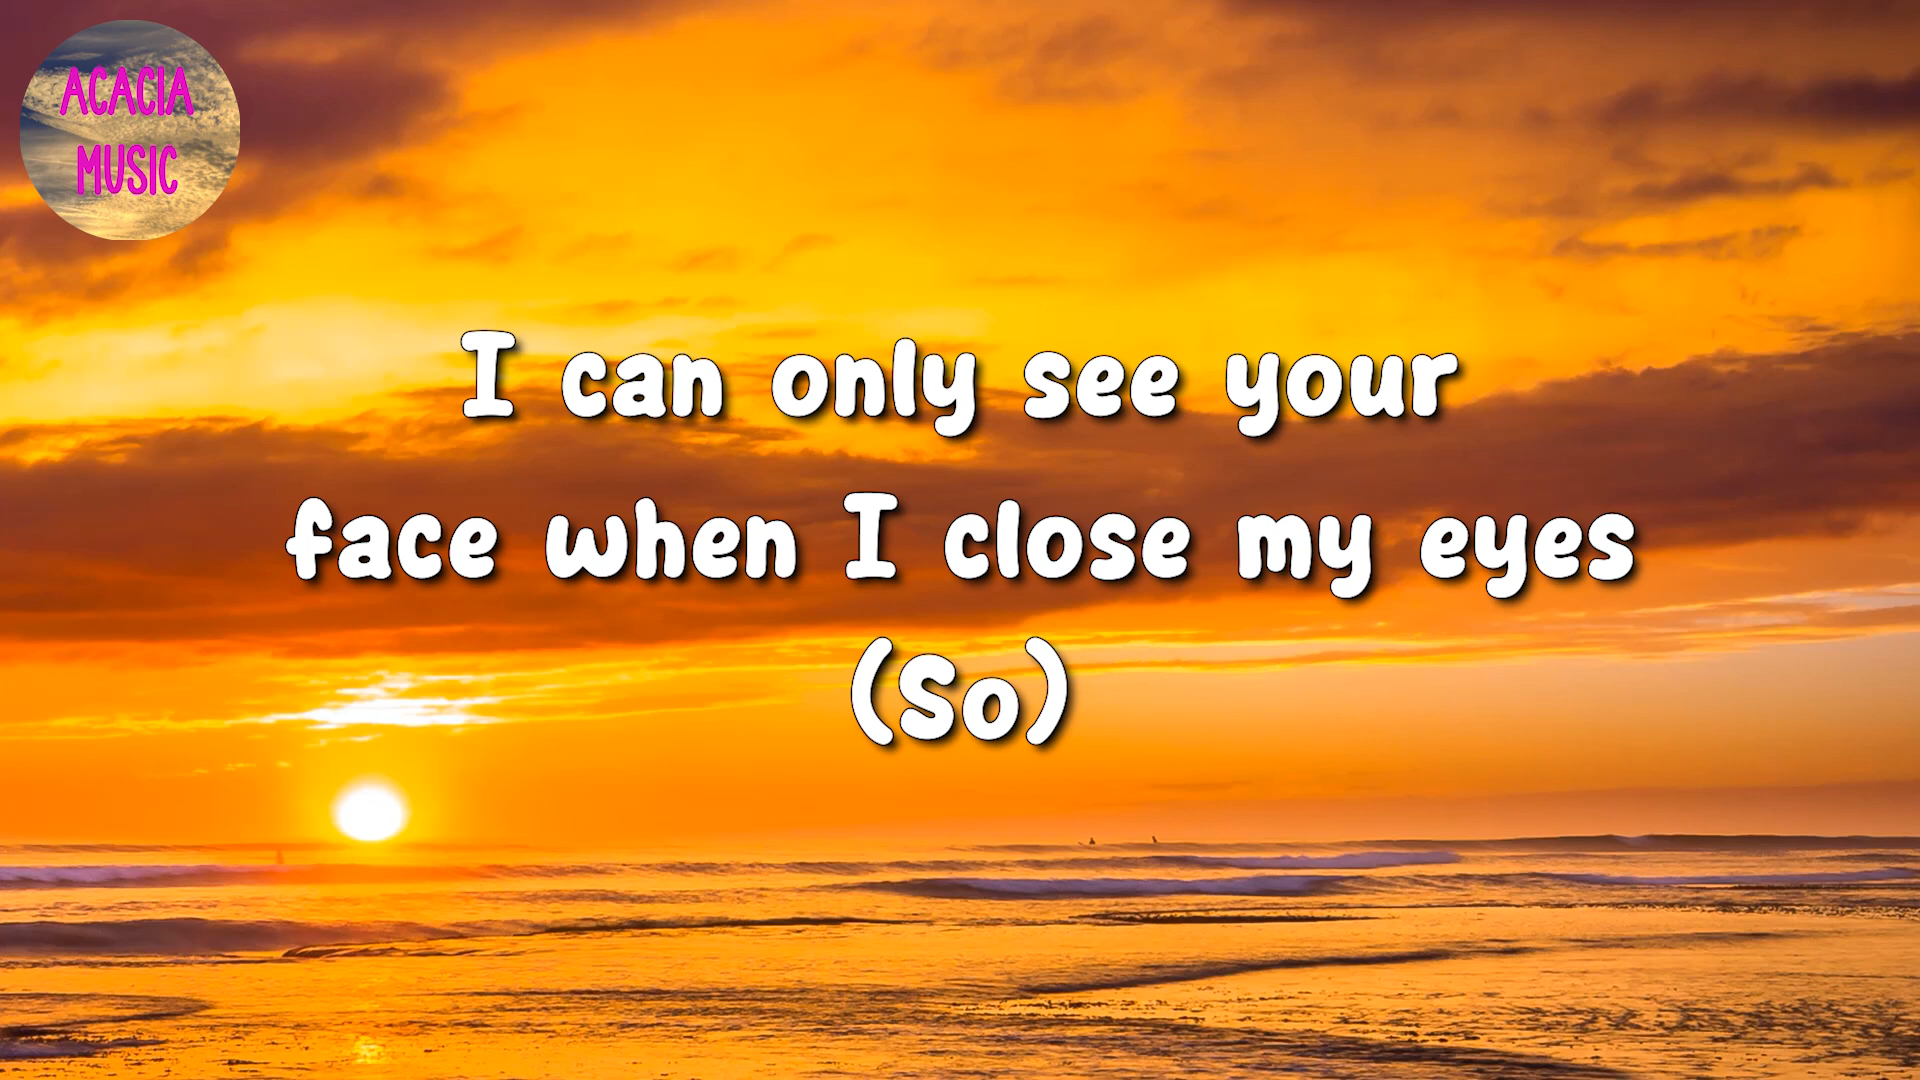 ACACIA
MUSIC
I can only see your
face when I close my eyes
(So)